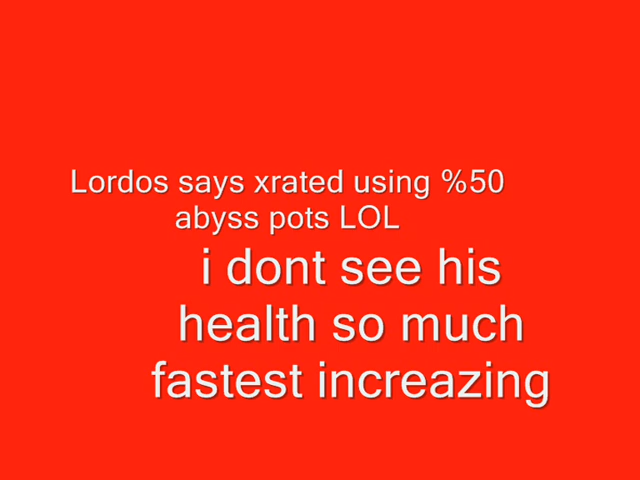 Lordos says xrated using %50
abyss pots LOL
i dont see his
health so much
fastest increazing